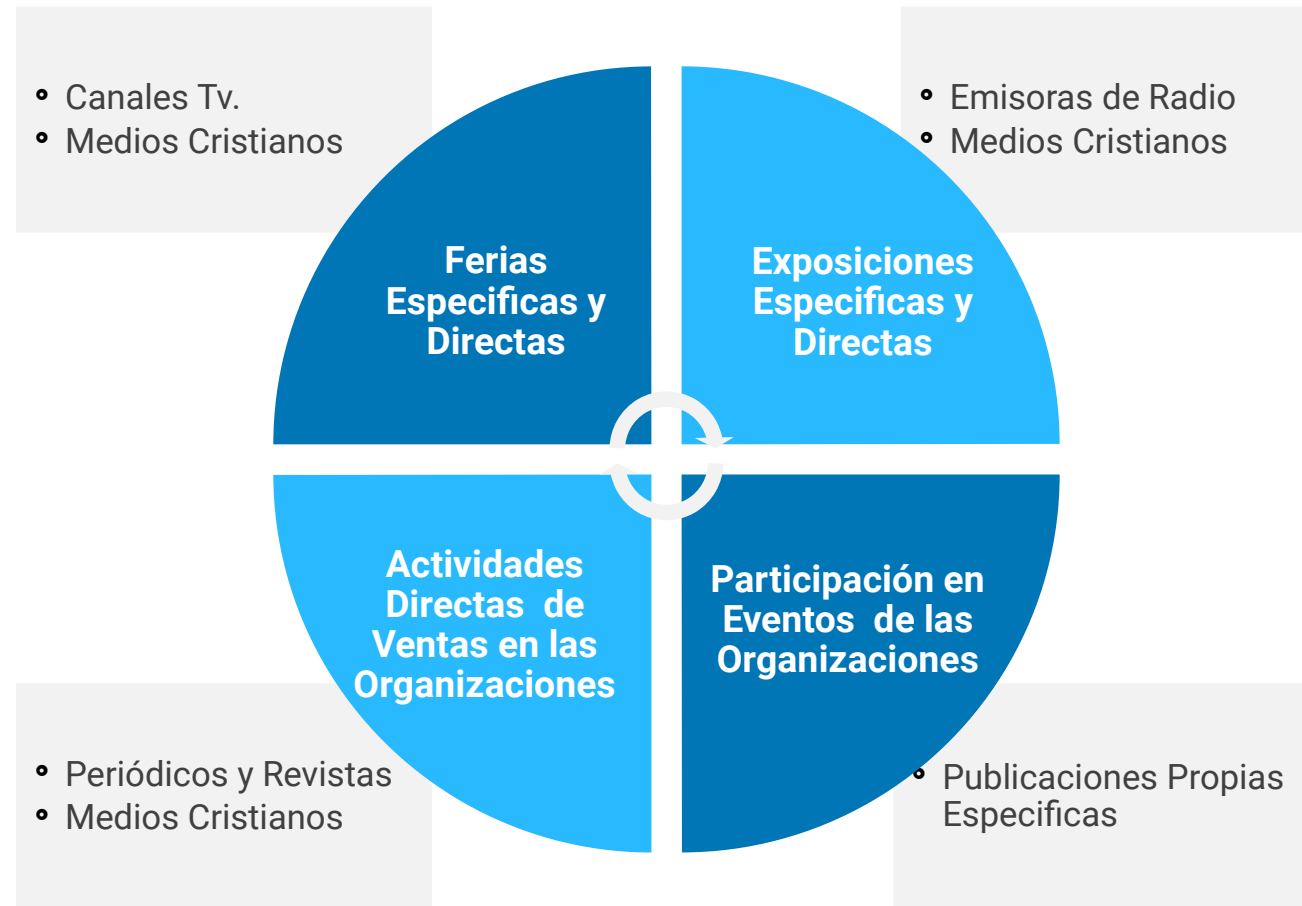 Canales Tv.
Medios Cristianos
Emisoras de Radio
Medios Cristianos
Ferias
Especificas y
Directas
Exposiciones
Especificas y
Directas
Actividades
Directas de
Ventas en las
Organizaciones
Participación en
Eventos de las
Organizaciones
Periódicos y Revistas
Medios Cristianos
Publicaciones Propias
Especificas